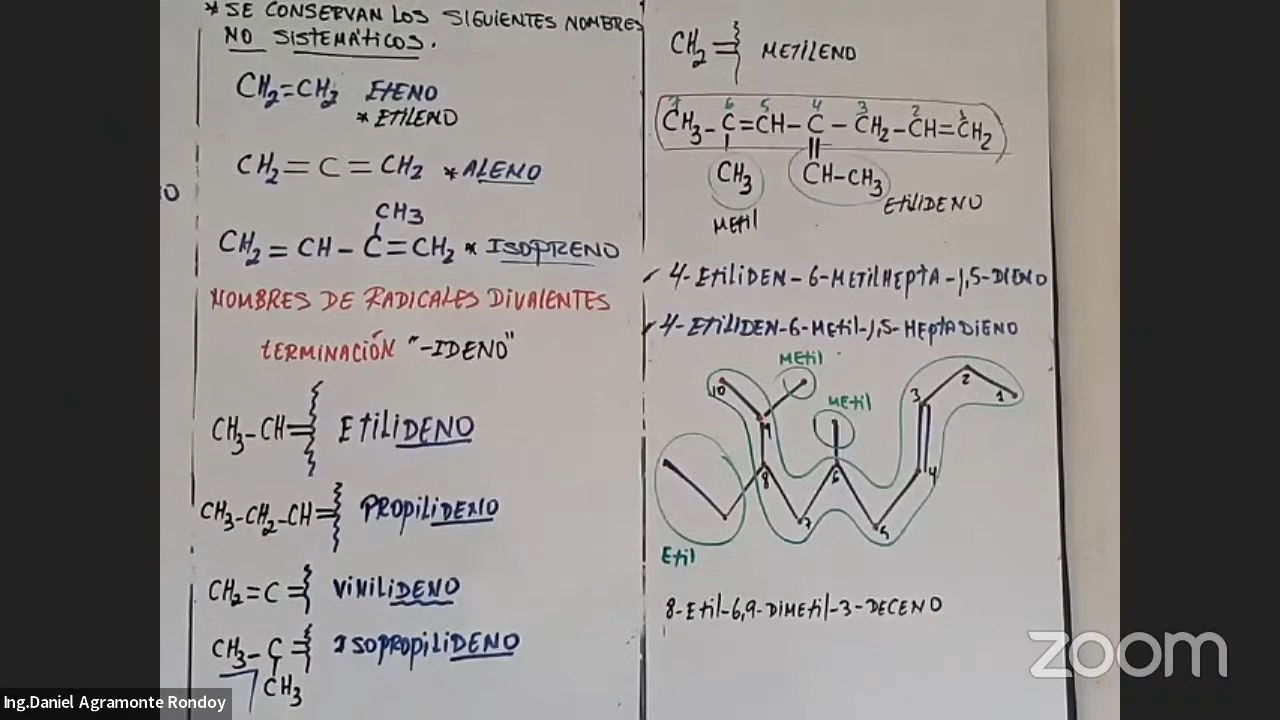 * SE CONSERVAN LOS SIGUIENTES NOMBRES
NO SISTEMÁTICOS.
CH2=CH2 ETENO
* ETILENO
CH2=C=CH2 * ALENO
CH3
CH2=CH-C=CH2 * ISOPRENO
NOMBRES DE RADICALES DIVALENTES
TERMINACIÓN "-IDENO"
CH3-CH= ETILIDENO
CH3-CH2-CH= PROPILIDENO
CH2=C= VINILIDENO
CH3-C= ISOPROPILIDENO
CH3
CH2= METILENO
7 6 5 4 3 2 1
CH3-C=CH-C-CH2-CH=CH2
CH3 CH-CH3
METIL ETILIDENO
4-ETILIDEN-6-METILHEPTA-1,5-DIENO
4-ETILIDEN-6-METIL-1,5-HEPTADIENO
METIL
METIL
10 9 8 7 6 5 4 3 2 1
Etil
8-Etil-6,9-DIMETIL-3-DECENO
zoom
Ing.Daniel Agramonte Rondoy